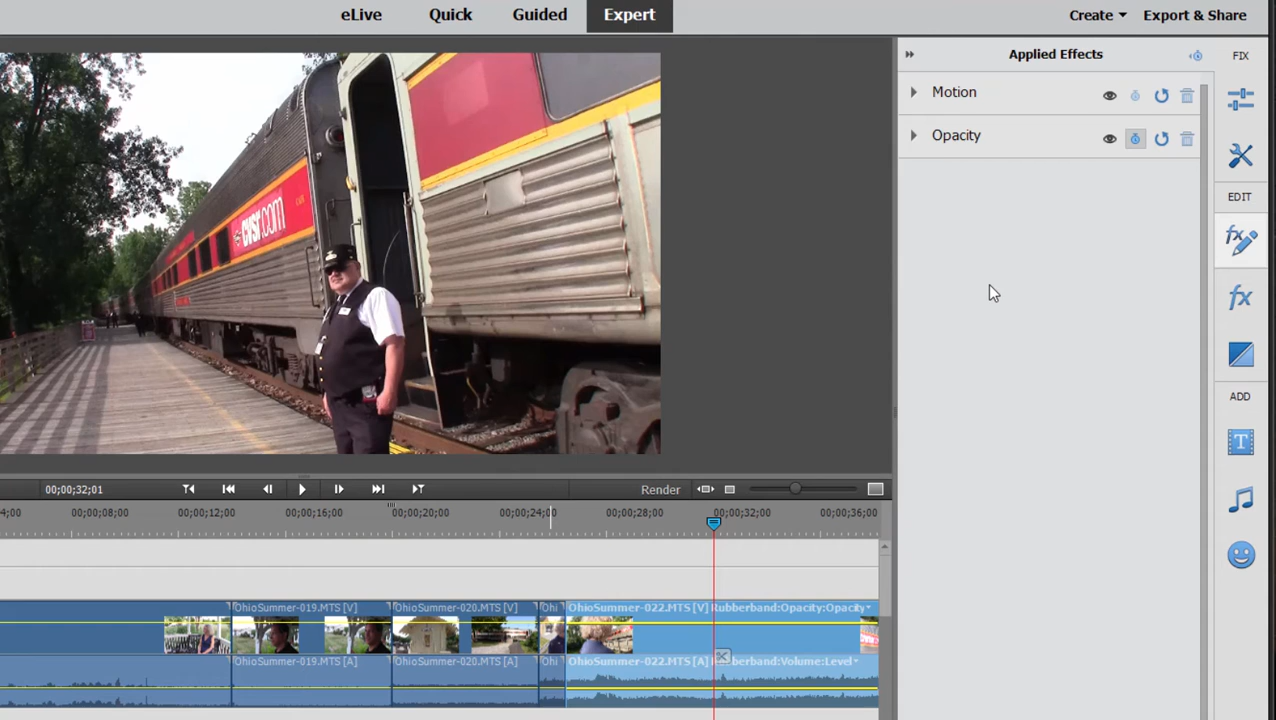 eLive Quick Guided Expert Create Export & Share
Applied Effects FIX
Motion
Opacity
EDIT
cvsr.com
fx
ADD
T
00;00;32;01 Render
4;00 00;00;08;00 00;00;12;00 00;00;16;00 00;00;20;00 00;00;24;00 00;00;28;00 00;00;32;00 00;00;36;00
OhioSummer-019.MTS [V] OhioSummer-020.MTS [V] Ohi OhioSummer-022.MTS [V] Rubberband:Opacity:Opacity
OhioSummer-019.MTS [A] OhioSummer-020.MTS [A] Ohi OhioSummer-022.MTS [A] Rubberband:Volume:Level